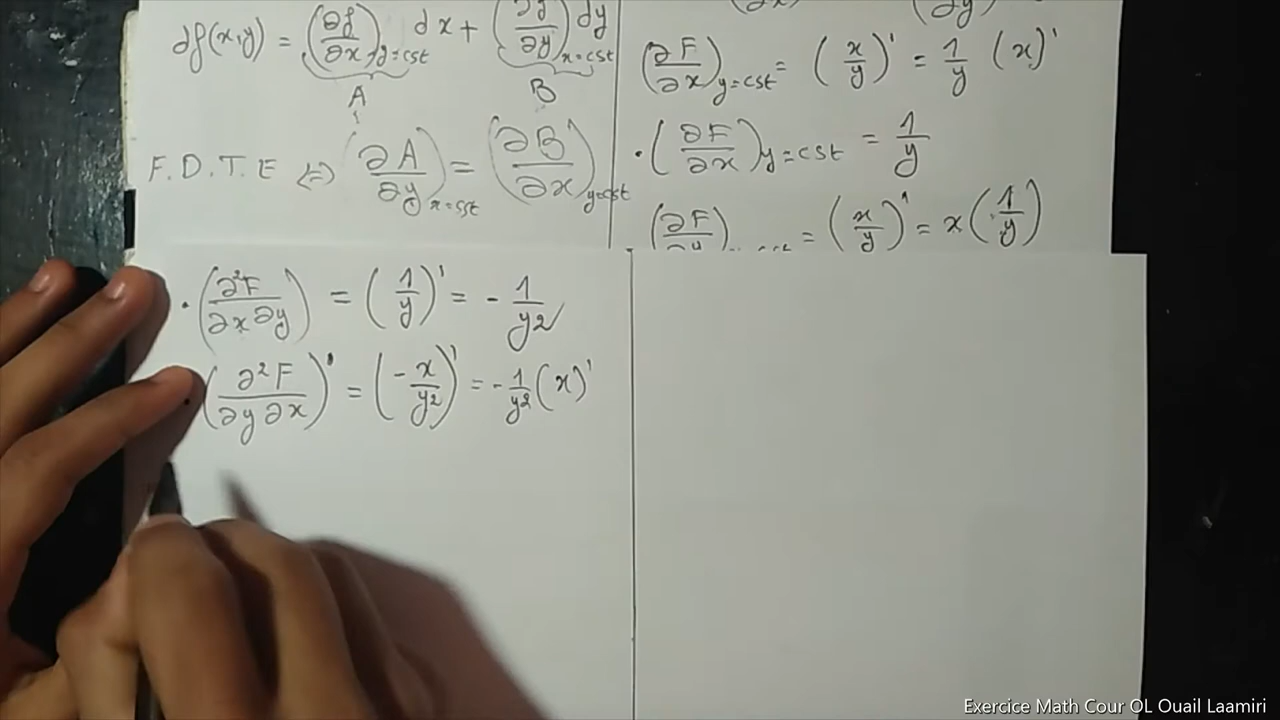 df(x,y) = (∂f/∂x)y=cst dx + (∂f/∂y)x=cst dy
A B
F.D.T.E <=> (∂A/∂y)x=cst = (∂B/∂x)y=cst
(∂F/∂x)y=cst = (x/y)' = 1/y (x)'
• (∂F/∂x)y=cst = 1/y
= (x/y)' = x(1/y)
• (∂²F/∂x∂y) = (1/y)' = - 1/y2
• (∂²F/∂y∂x)' = (-x/y2)' = - 1/y2 (x)'
Exercice Math Cour OL Ouail Laamiri